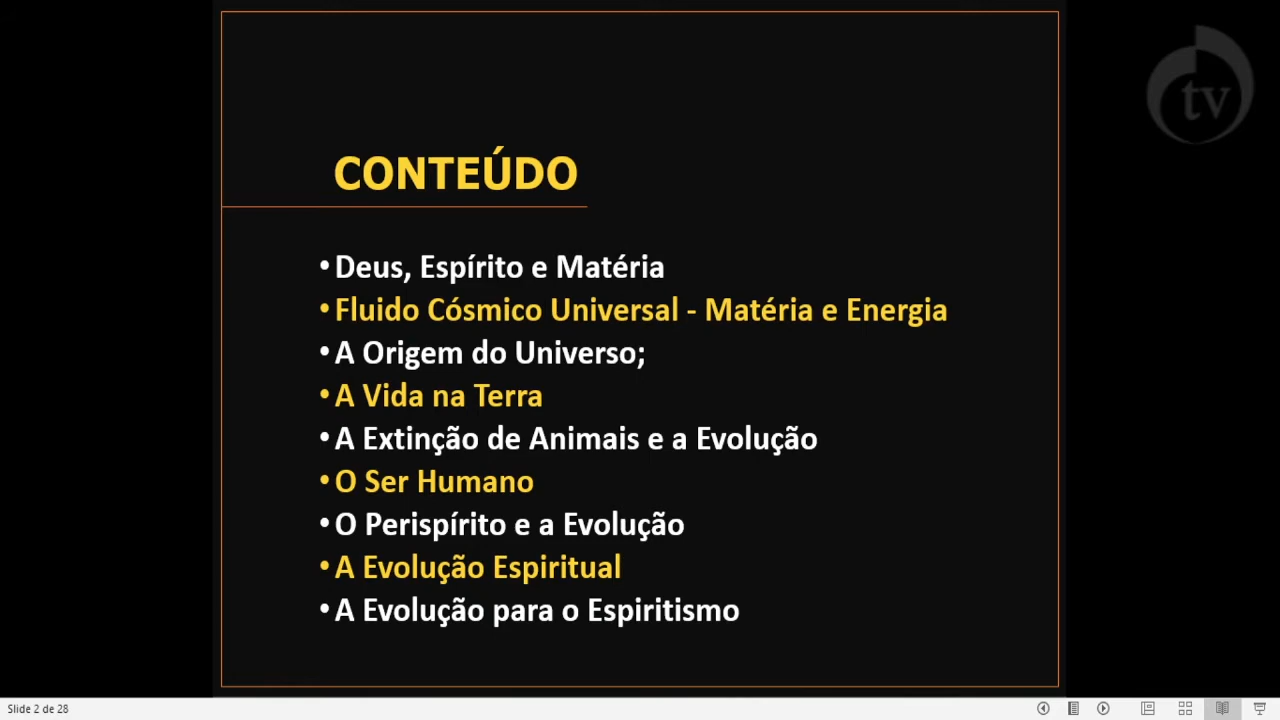 tv
CONTEÚDO
•Deus, Espírito e Matéria
•Fluido Cósmico Universal - Matéria e Energia
•A Origem do Universo;
•A Vida na Terra
•A Extinção de Animais e a Evolução
•O Ser Humano
•O Perispírito e a Evolução
•A Evolução Espiritual
•A Evolução para o Espiritismo
Slide 2 de 28